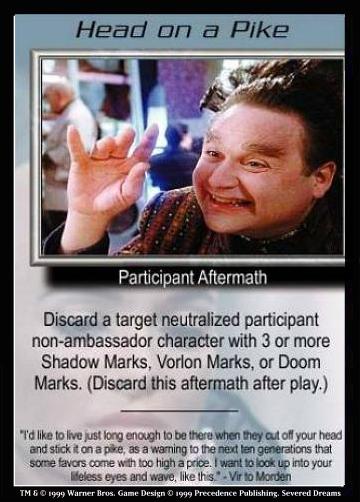 Head on a Pike
Participant Aftermath
Discard a target neutralized participant
non-ambassador character with 3 or more
Shadow Marks, Vorlon Marks, or Doom
Marks. (Discard this aftermath after play.)
"I'd like to live just long enough to be there when they cut off your head
and stick it on a pike, as a warning to the next ten generations that
some favors come with too high a price. I want to look up into your
lifeless eyes and wave, like this." - Vir to Morden
TM & © 1999 Warner Bros. Game Design © 1999 Precedence Publishing. Severed Dreams